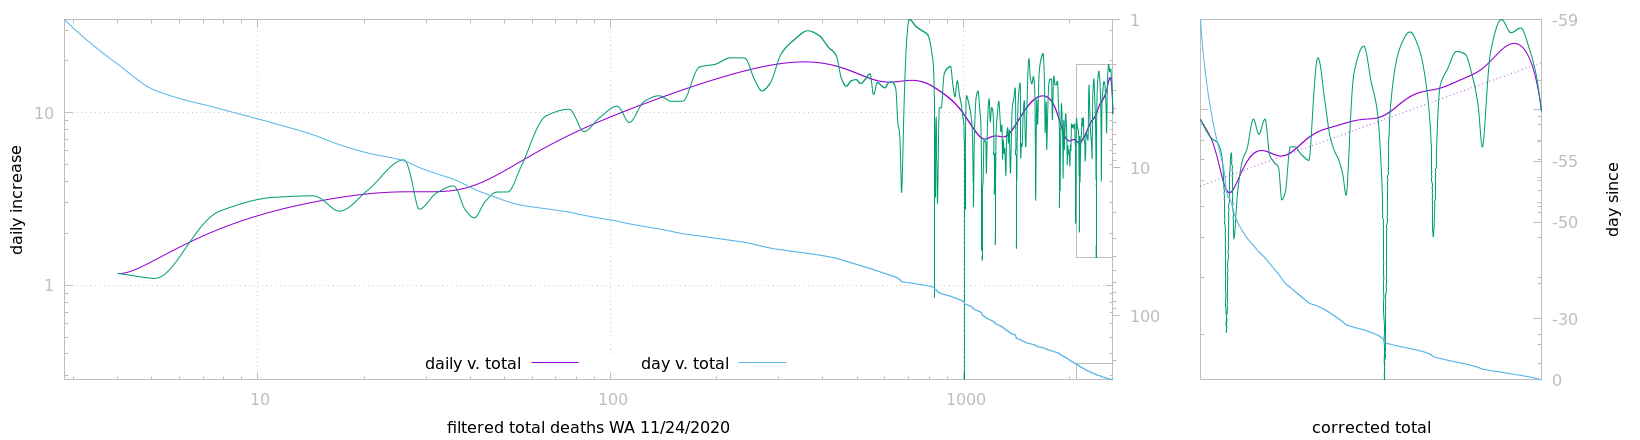 1
-59
10
10
-55
daily increase
-50
day since
1
100
-30
daily v. total
day v. total
0
10
100
1000
filtered total deaths WA 11/24/2020
corrected total